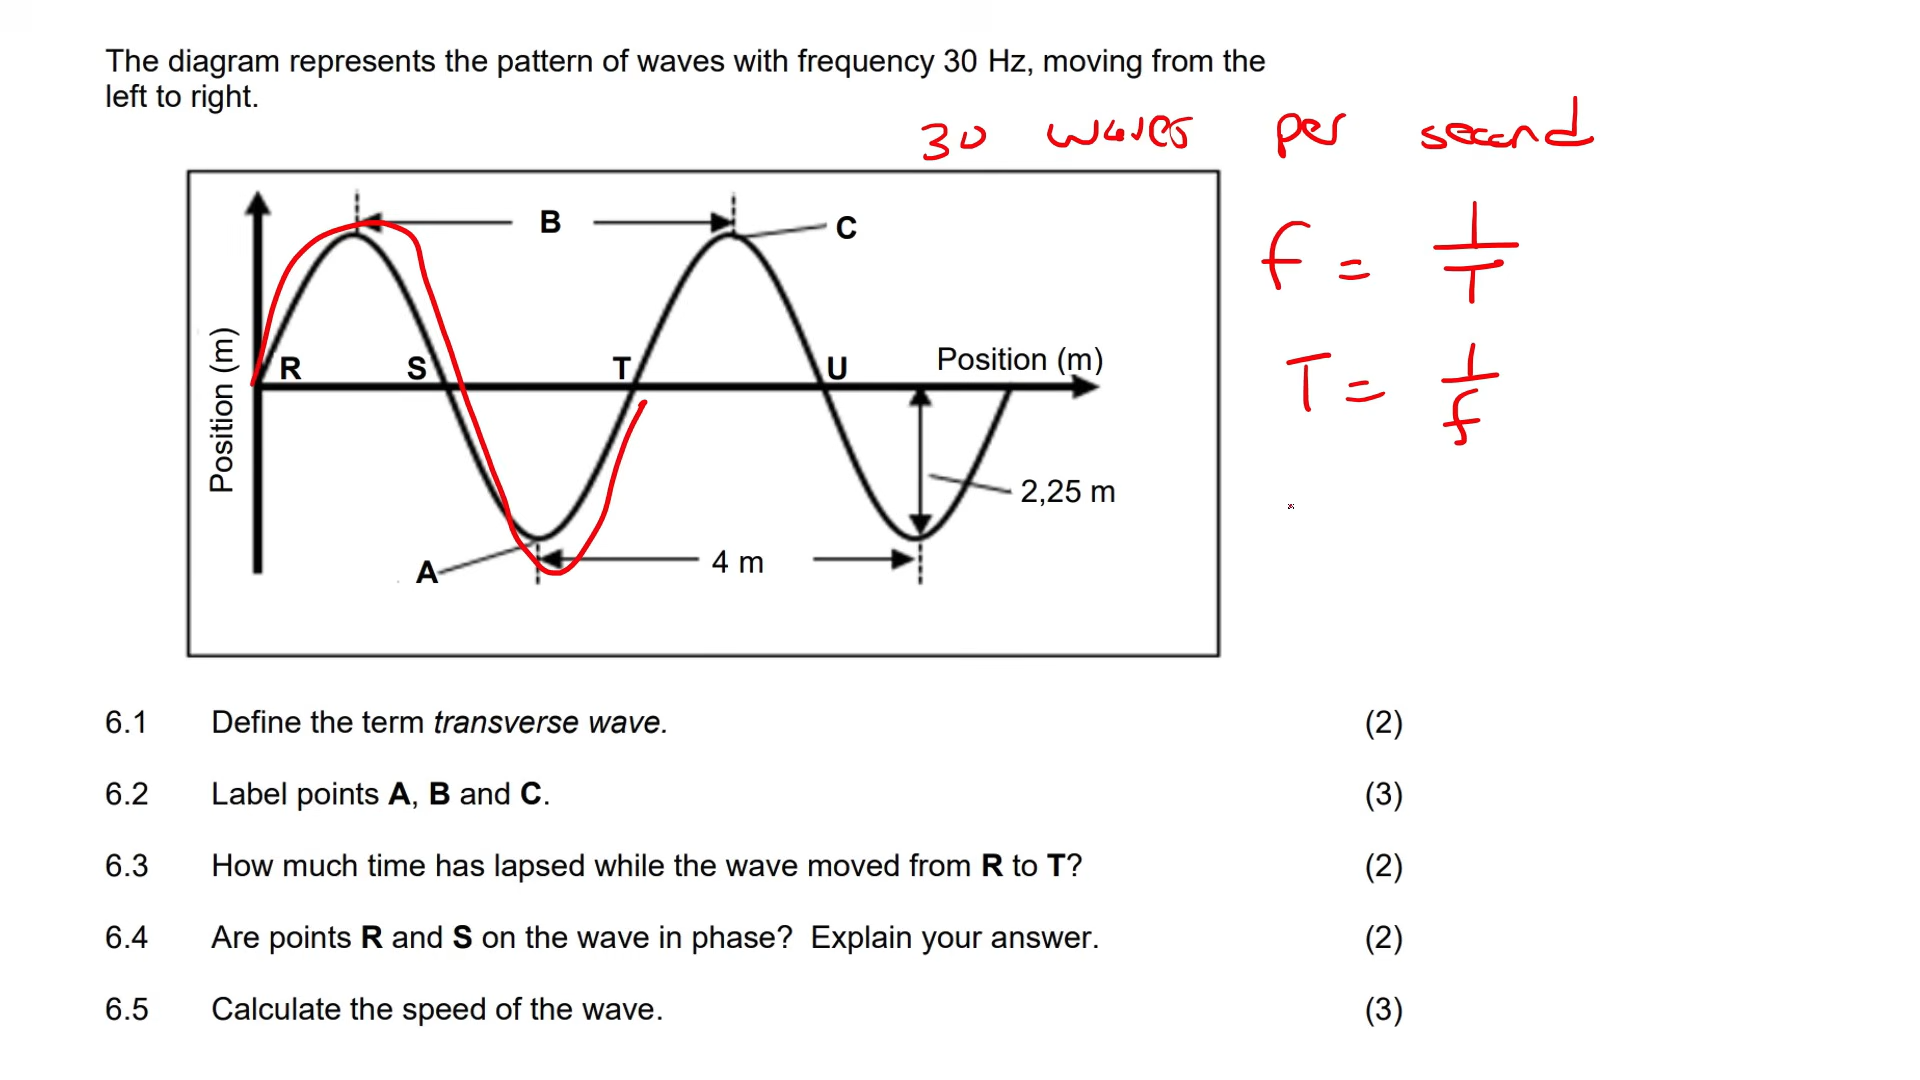 The diagram represents the pattern of waves with frequency 30 Hz, moving from the
left to right.
30 waves per second
B
C
f = 1/T
R
S
T
U
Position (m)
Position (m)
T = 1/f
2,25 m
4 m
A
6.1 Define the term transverse wave. (2)
6.2 Label points A, B and C. (3)
6.3 How much time has lapsed while the wave moved from R to T? (2)
6.4 Are points R and S on the wave in phase? Explain your answer. (2)
6.5 Calculate the speed of the wave. (3)